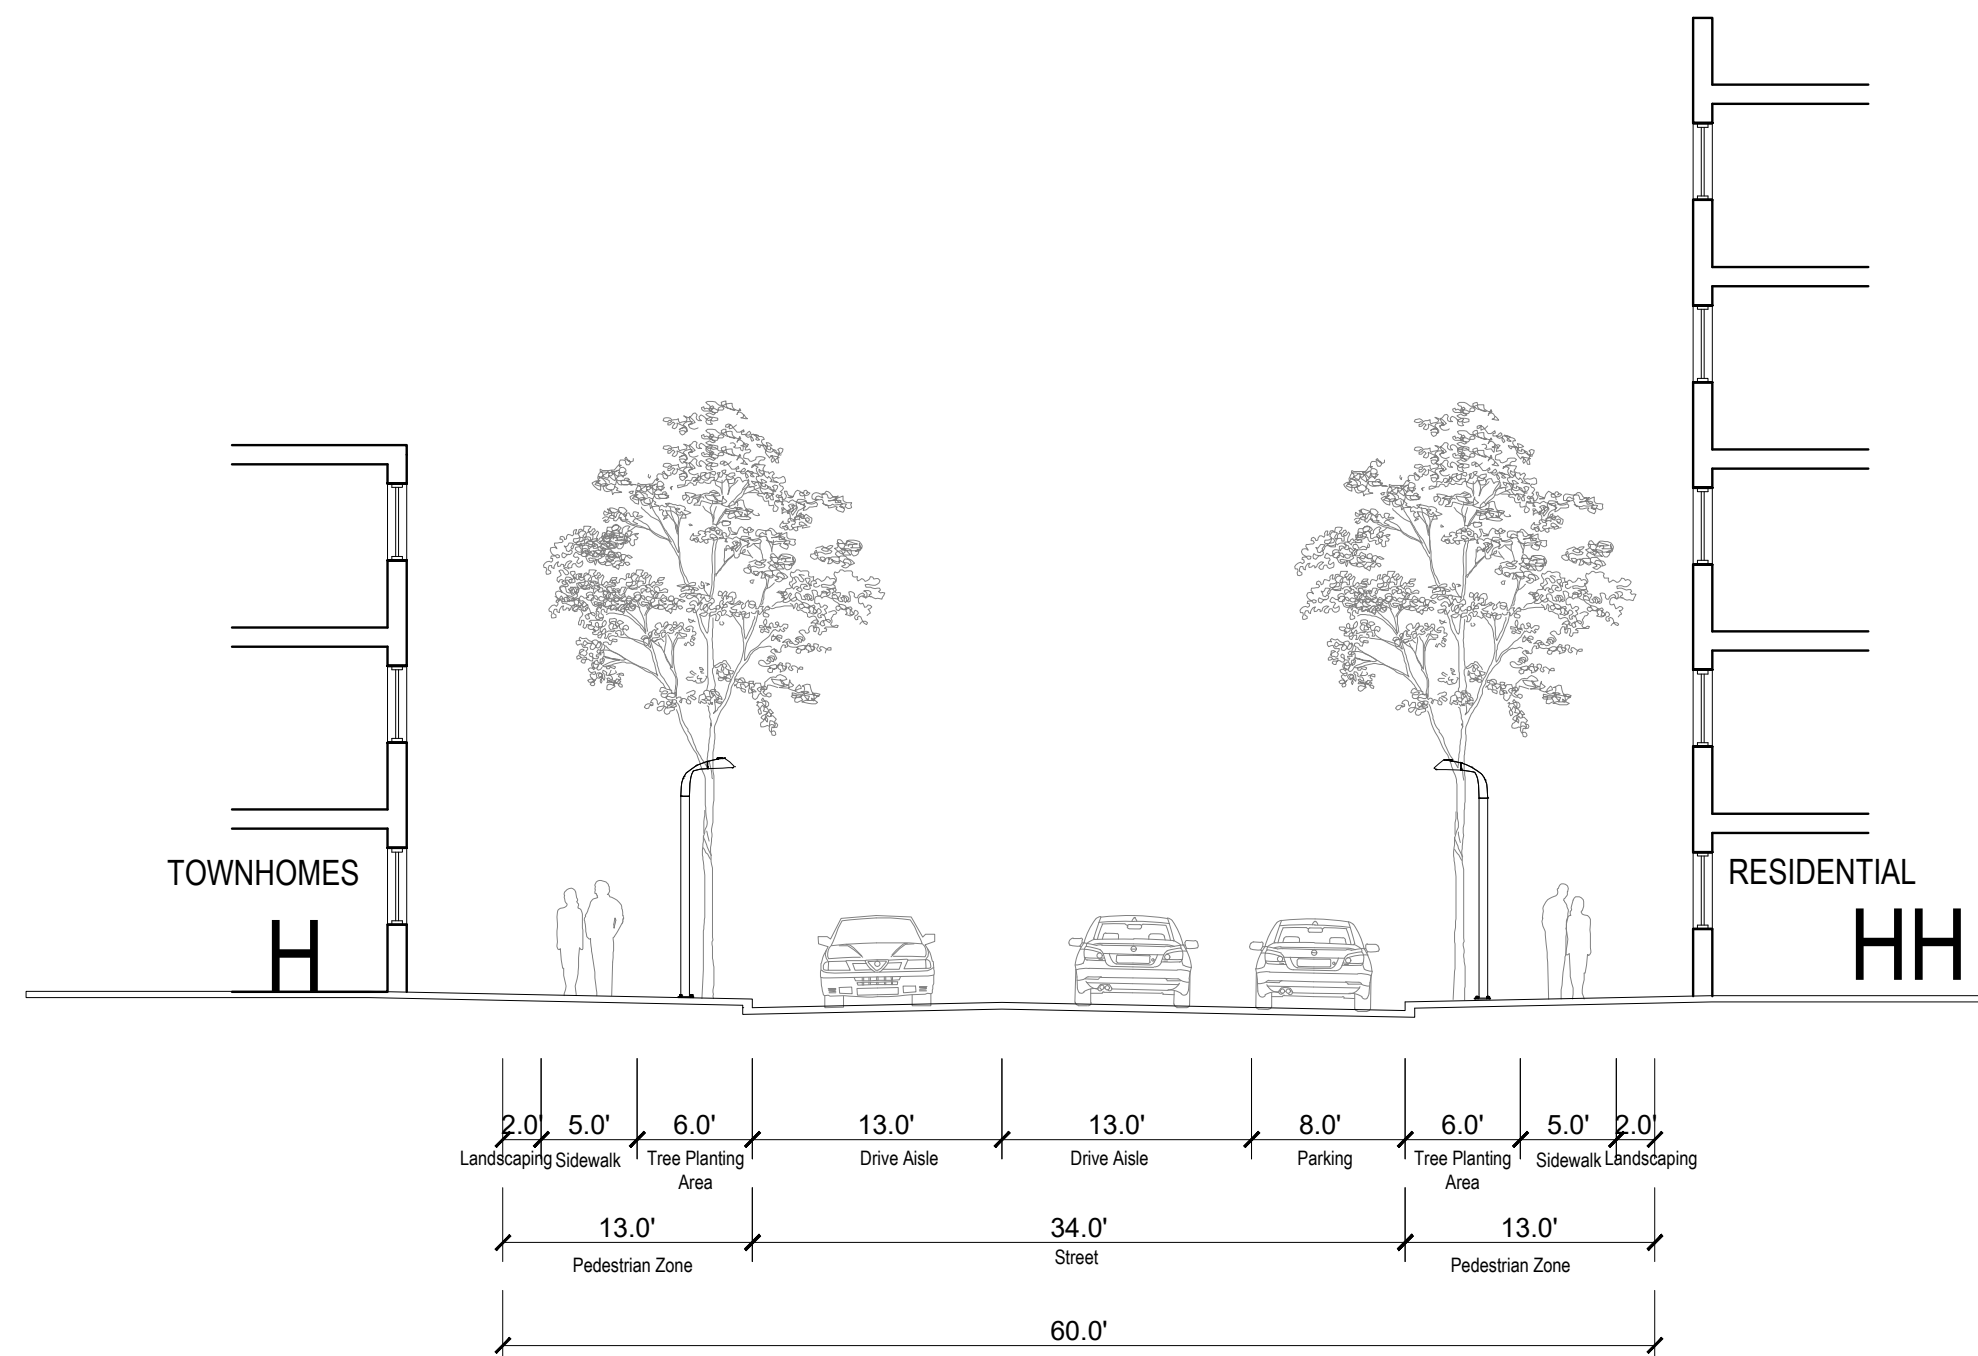 TOWNHOMES
H
RESIDENTIAL
HH
2.0' 5.0' 6.0' 13.0' 13.0' 8.0' 6.0' 5.0' 2.0'
Landscaping Sidewalk Tree Planting Drive Aisle Drive Aisle Parking Tree Planting Sidewalk Landscaping
Area Area
13.0' 34.0' 13.0'
Pedestrian Zone Street Pedestrian Zone
60.0'